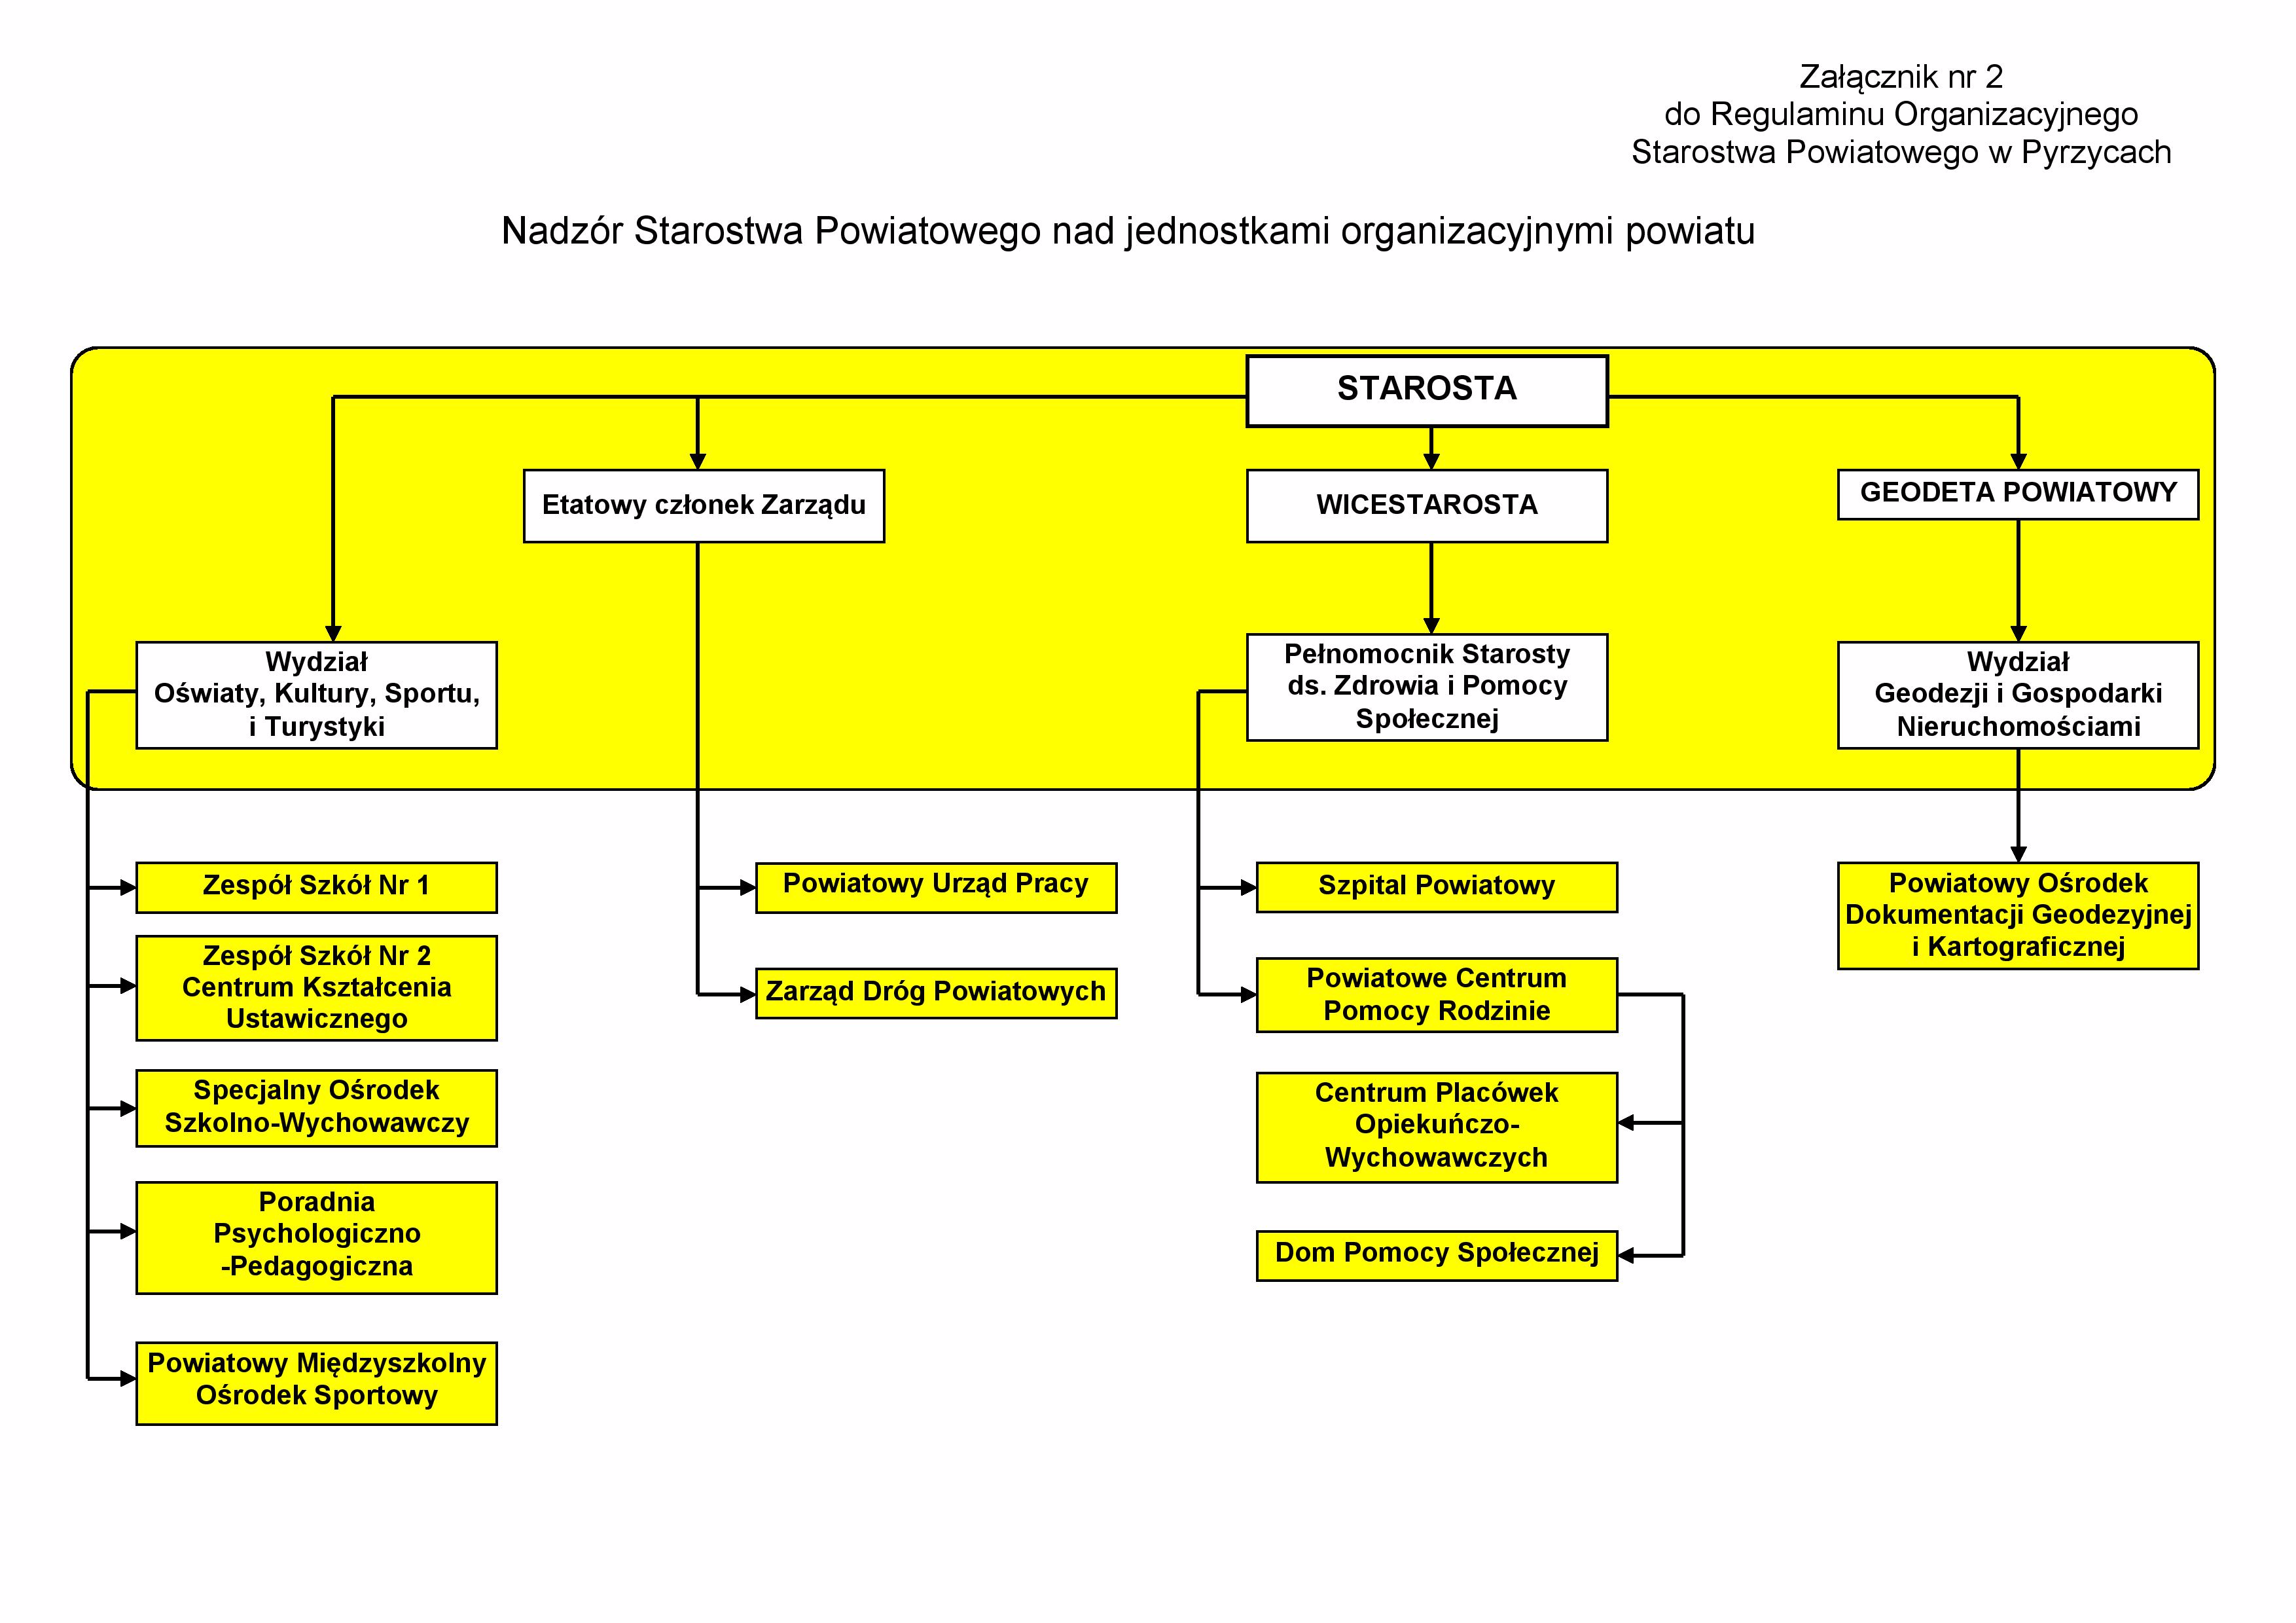 Załącznik nr 2
do Regulaminu Organizacyjnego
Starostwa Powiatowego w Pyrzycach
Nadzór Starostwa Powiatowego nad jednostkami organizacyjnymi powiatu
STAROSTA
Etatowy członek Zarządu
WICESTAROSTA
GEODETA POWIATOWY
Wydział
Oświaty, Kultury, Sportu,
i Turystyki
Pełnomocnik Starosty
ds. Zdrowia i Pomocy
Społecznej
Wydział
Geodezji i Gospodarki
Nieruchomościami
Zespół Szkół Nr 1
Zespół Szkół Nr 2
Centrum Kształcenia
Ustawicznego
Specjalny Ośrodek
Szkolno-Wychowawczy
Poradnia
Psychologiczno
-Pedagogiczna
Powiatowy Międzyszkolny
Ośrodek Sportowy
Powiatowy Urząd Pracy
Zarząd Dróg Powiatowych
Szpital Powiatowy
Powiatowe Centrum
Pomocy Rodzinie
Centrum Placówek
Opiekuńczo-
Wychowawczych
Dom Pomocy Społecznej
Powiatowy Ośrodek
Dokumentacji Geodezyjnej
i Kartograficznej